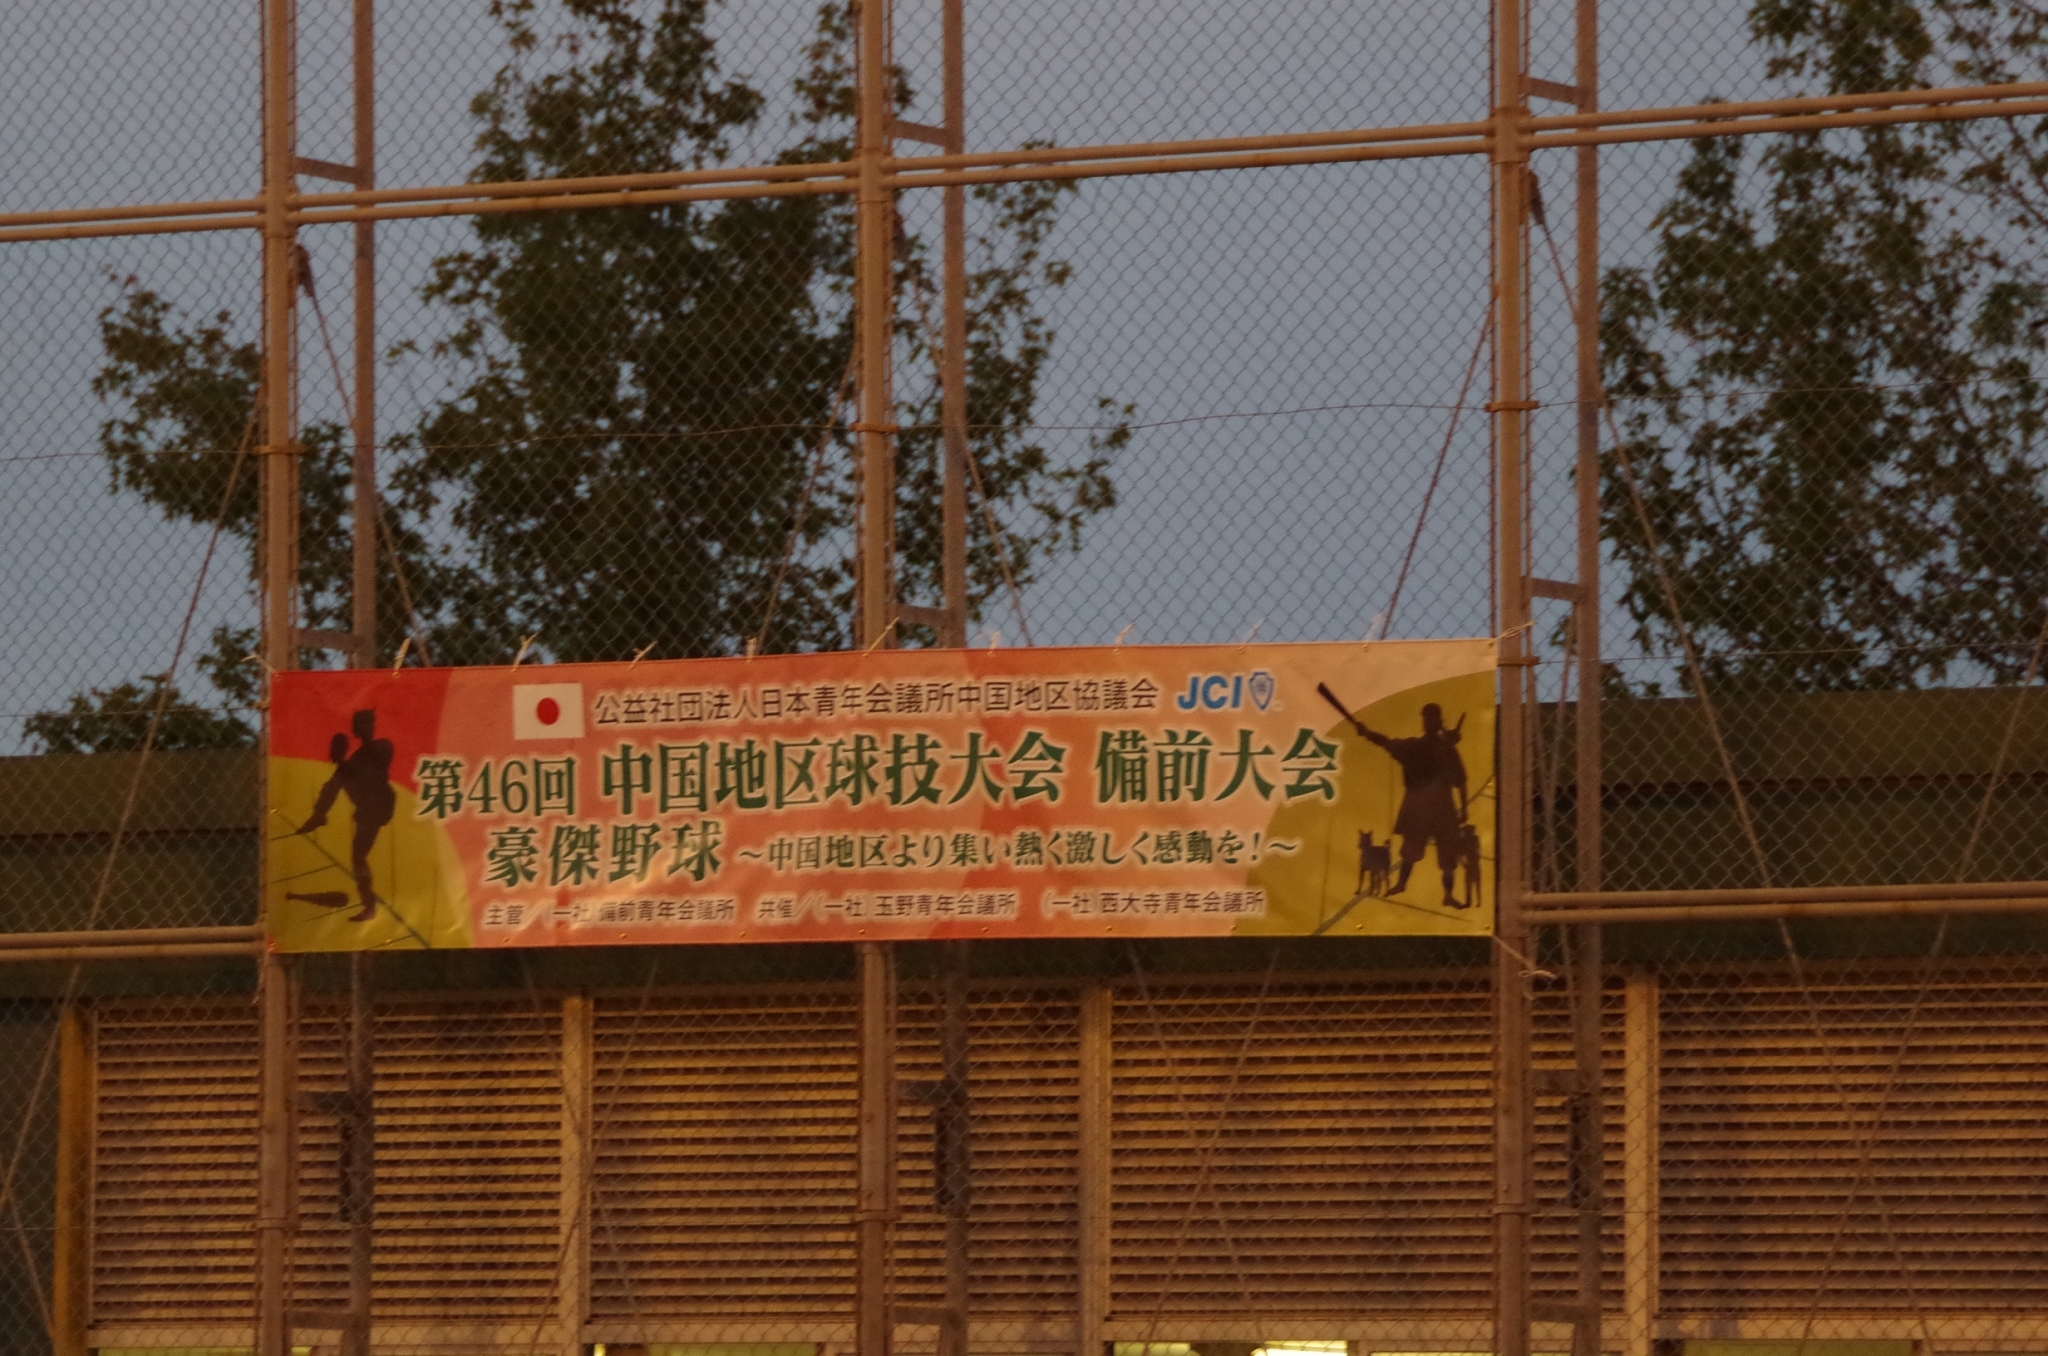 公益社団法人日本青年会議所中国地区協議会 JCI
第46回 中国地区球技大会 備前大会
豪傑野球 ～中国地区より集い熱く激しく感動を!～
主管／(一社)備前青年会議所 共催／(一社)玉野青年会議所 (一社)西大寺青年会議所